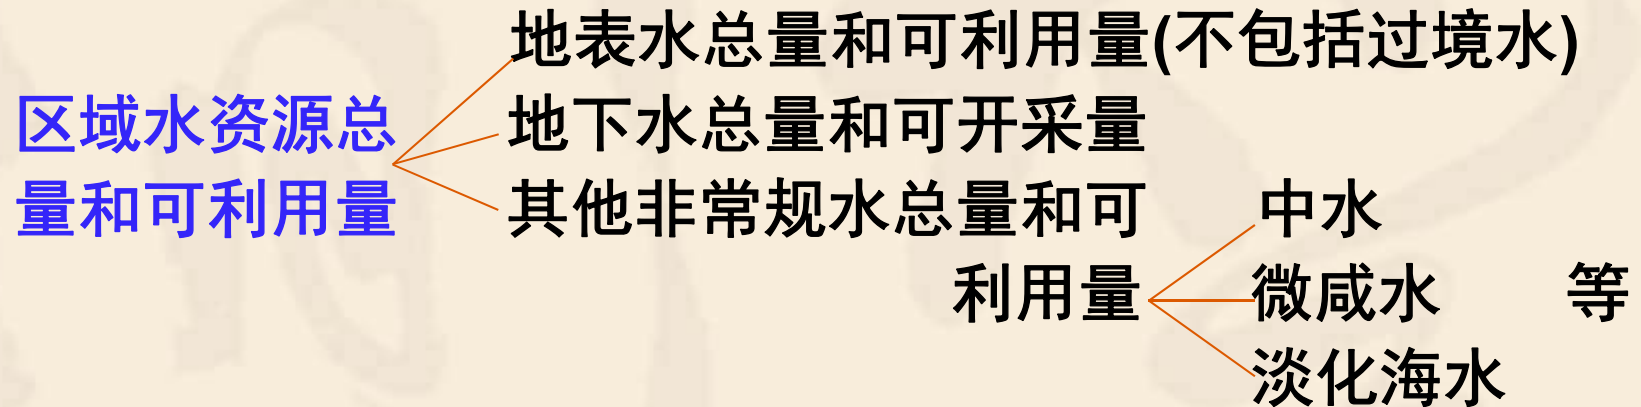 地表水总量和可利用量(不包括过境水)
区域水资源总
量和可利用量
地下水总量和可开采量
其他非常规水总量和可
利用量
中水
微咸水 等
淡化海水